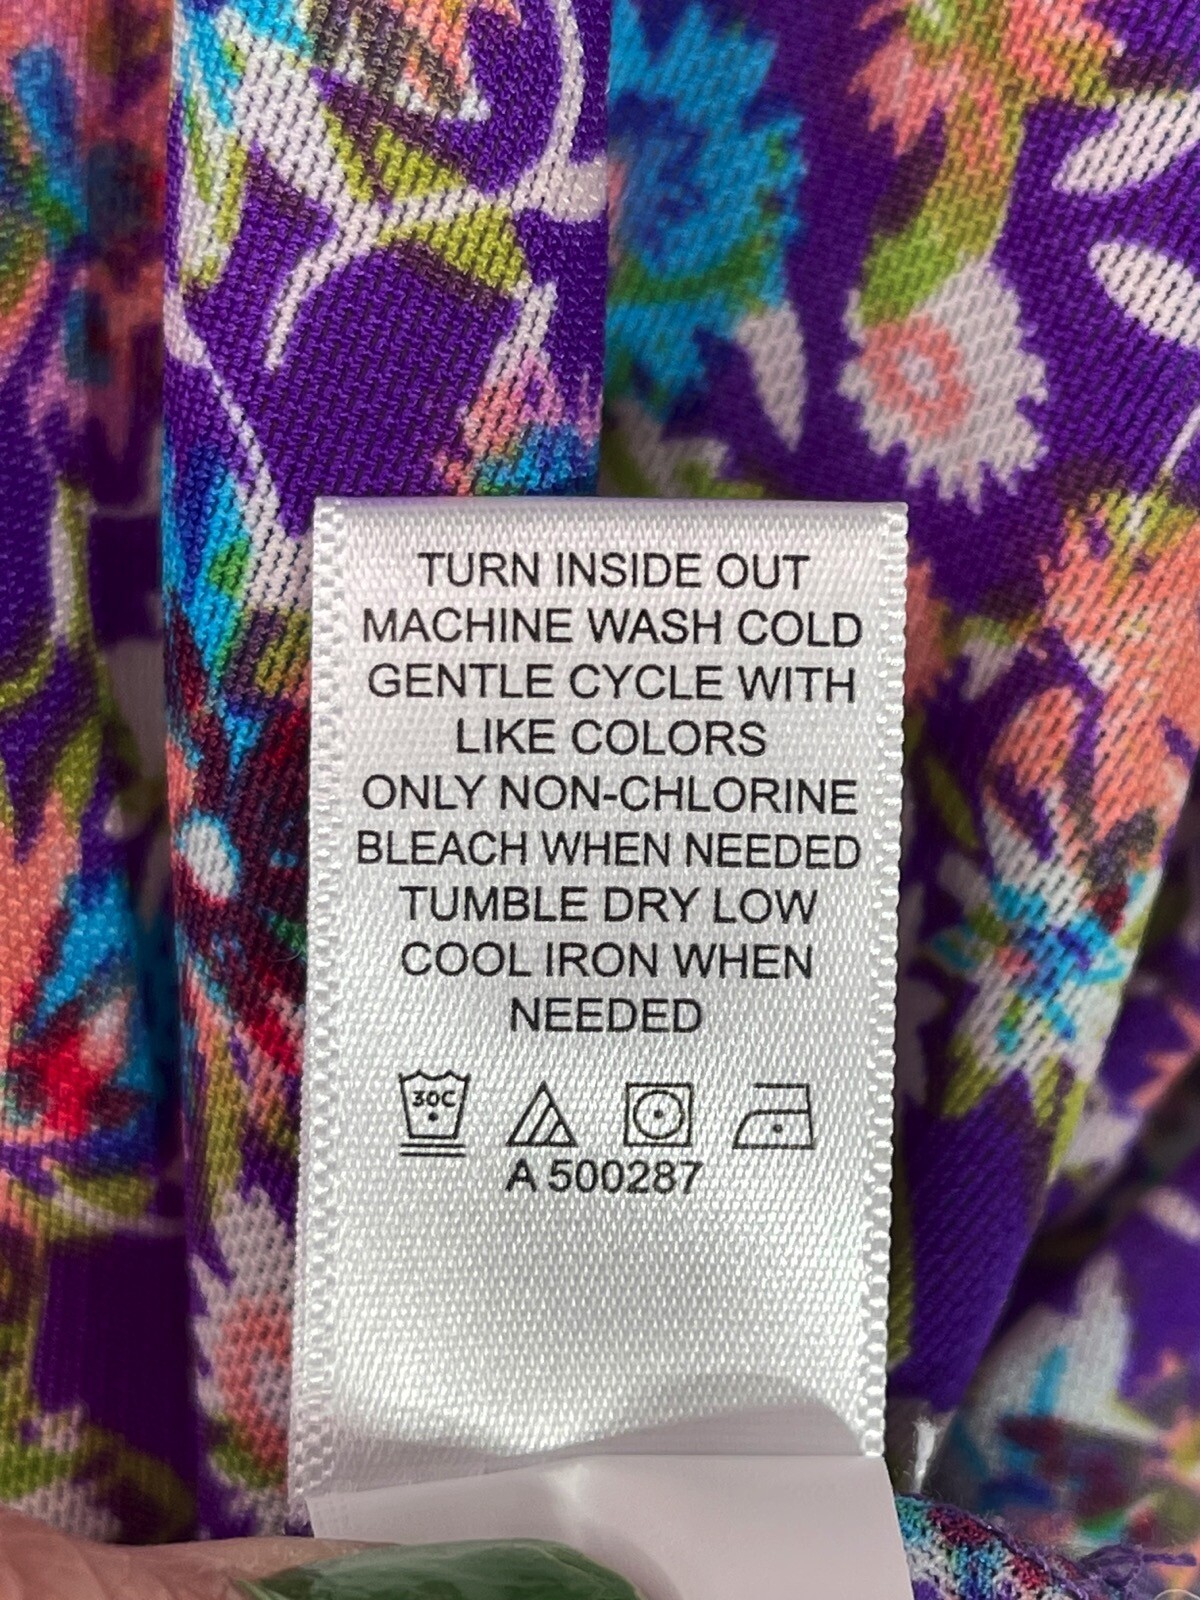 TURN INSIDE OUT
MACHINE WASH COLD
GENTLE CYCLE WITH
LIKE COLORS
ONLY NON-CHLORINE
BLEACH WHEN NEEDED
TUMBLE DRY LOW
COOL IRON WHEN
NEEDED
30C
A 500287